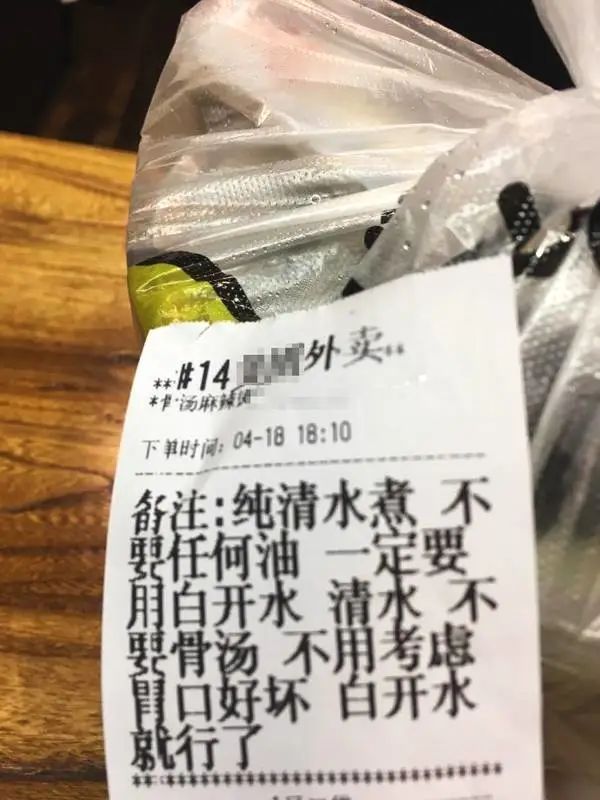 **#14 外卖**
汤麻辣
下单时间: 04-18 18:10
备注:纯清水煮 不
要任何油 一定要
用白开水 清水 不
要骨汤 不用考虑
胃口好坏 白开水
就行了